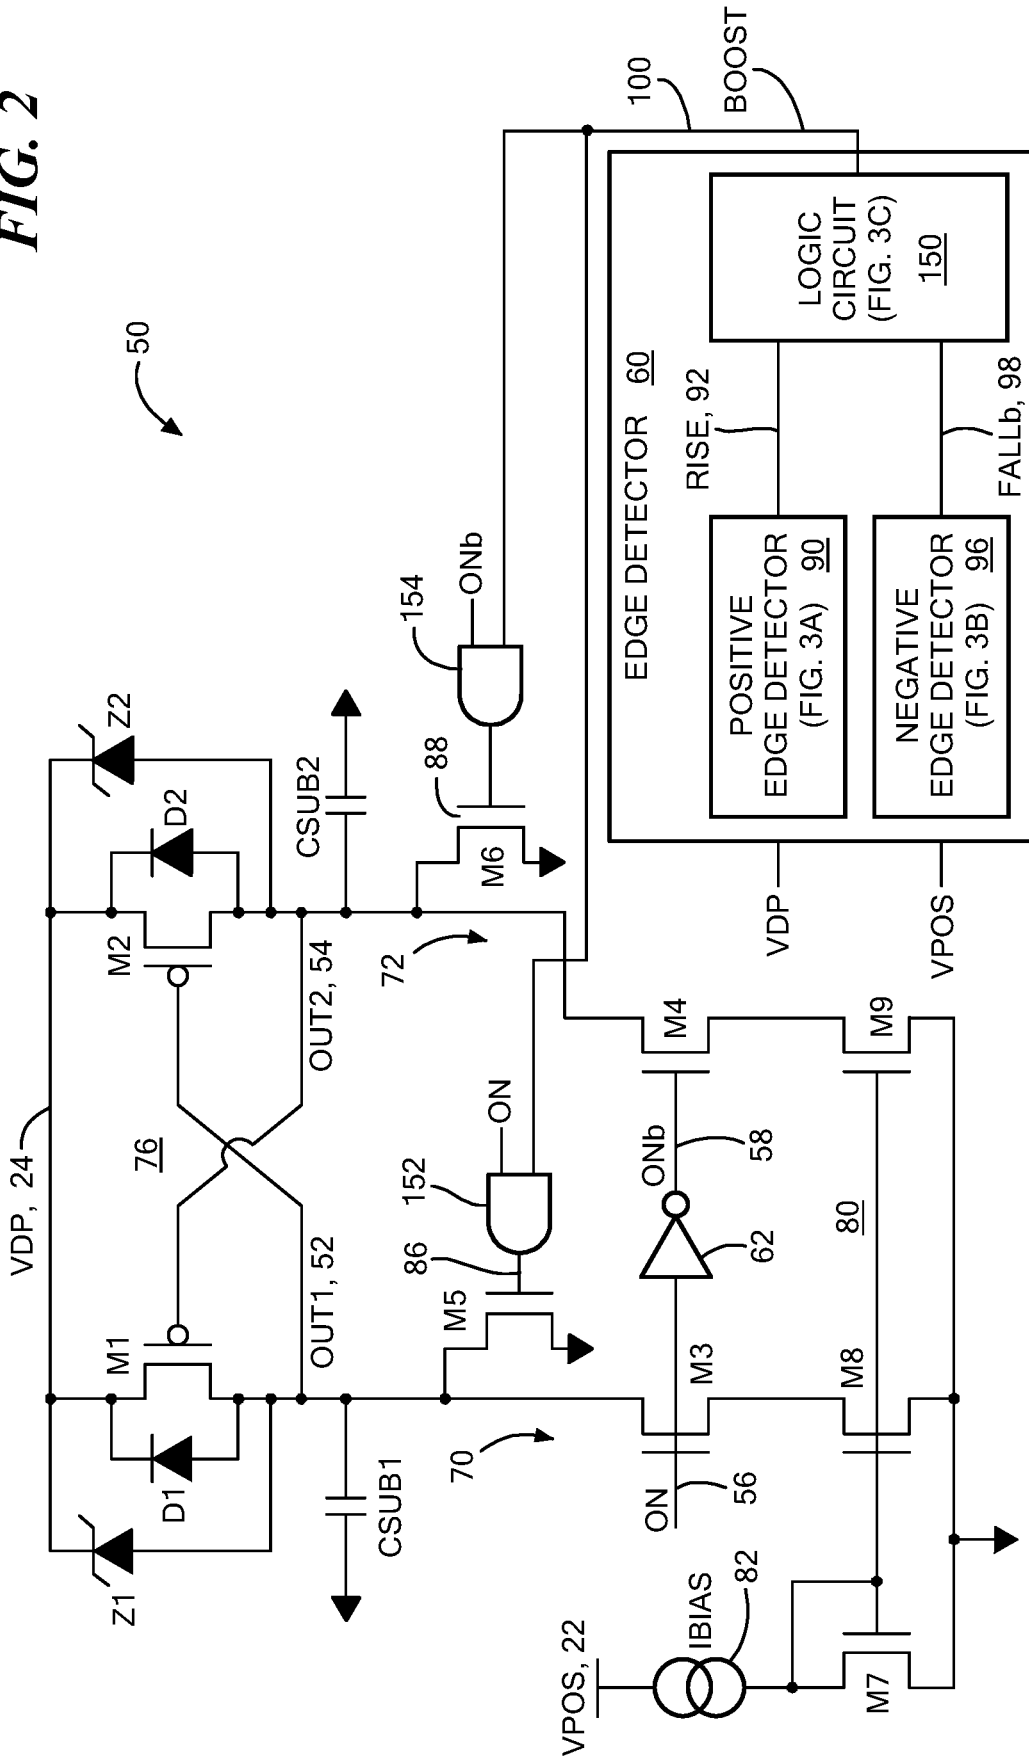 FIG. 2
50
VDP, 24
Z1
D1
M1
76
M2
D2
Z2
OUT1, 52
OUT2, 54
CSUB1
CSUB2
70
72
M5
86
152
ON
M6
88
154
ONb
100
BOOST
ON
56
M3
62
ONb
58
M4
VPOS, 22
IBIAS
82
M7
M8
80
M9
VDP
VPOS
EDGE DETECTOR 60
POSITIVE
EDGE DETECTOR
(FIG. 3A) 90
RISE, 92
NEGATIVE
EDGE DETECTOR
(FIG. 3B) 96
FALLb, 98
LOGIC
CIRCUIT
(FIG. 3C)
150